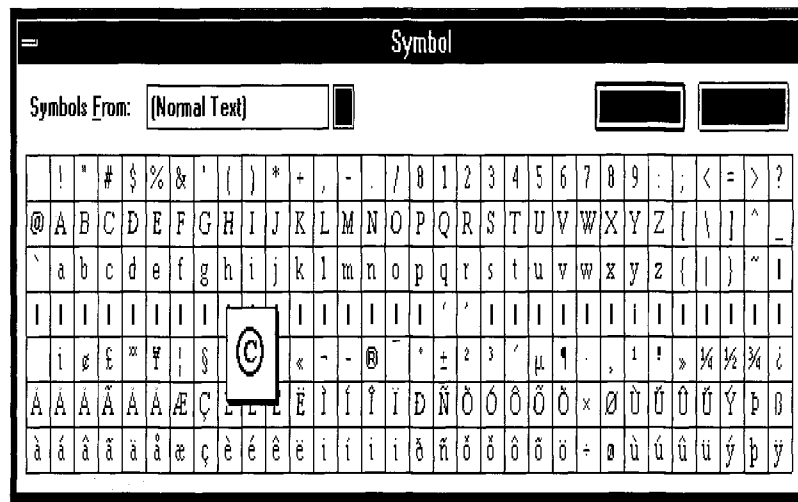 Symbol
Symbols From: (Normal Text)
! " # $ % & ' ( ) * + , - . / 0 1 2 3 4 5 6 7 8 9 : ; < = > ?
@ A B C D E F G H I J K L M N O P Q R S T U V W X Y Z [ \ ] ^ _
` a b c d e f g h i j k l m n o p q r s t u v w x y z { | } ~ I
I I I I I I I I I I I I I I I ‘ ’ I I I I I I I I I I I I
¡ ¢ £ ¤ ¥ ¦ § © « ¬ - ® ¯ ° ± ² ³ ´ µ ¶ · ¸ ¹ º » ¼ ½ ¾ ¿
À Á Â Ã Ä Å Æ Ç Ë Ì Í Î Ï Ð Ñ Ò Ó Ô Õ Ö × Ø Ù Ú Û Ü Ý Þ ß
à á â ã ä å æ ç è é ê ë ì í î ï ð ñ ò ó ô õ ö ÷ ø ù ú û ü ý þ ÿ